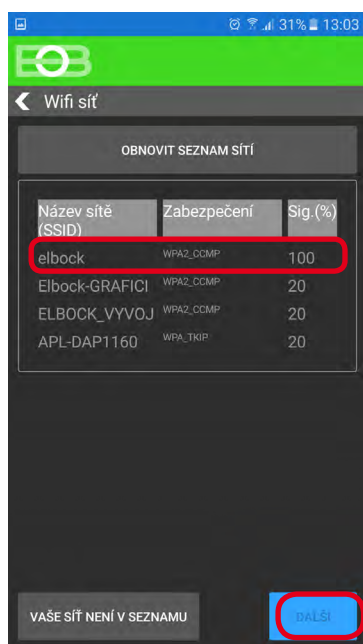 31% 13:03
EOB
Wifi síť
OBNOVIT SEZNAM SÍTÍ
Název sítě (SSID) Zabezpečení Sig.(%)
elbock WPA2_CCMP 100
Elbock-GRAFICI WPA2_CCMP 20
ELBOCK_VYVOJ WPA2_CCMP 20
APL-DAP1160 WPA_TKIP 20
VAŠE SÍŤ NENÍ V SEZNAMU
DALŠÍ